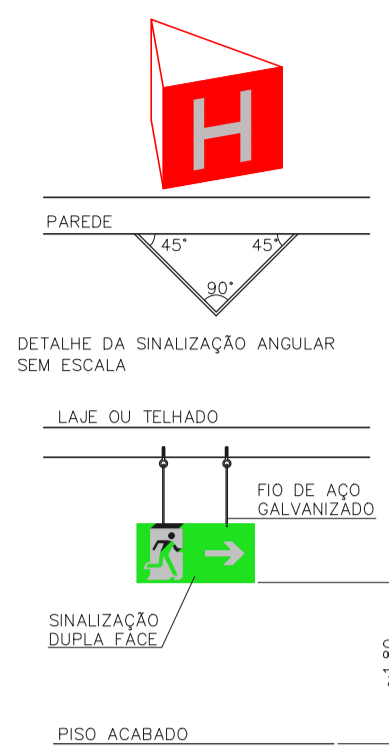 H
PAREDE
45°
45°
90°
DETALHE DA SINALIZAÇÃO ANGULAR
SEM ESCALA
LAJE OU TELHADO
FIO DE AÇO
GALVANIZADO
SINALIZAÇÃO
DUPLA FACE
PISO ACABADO